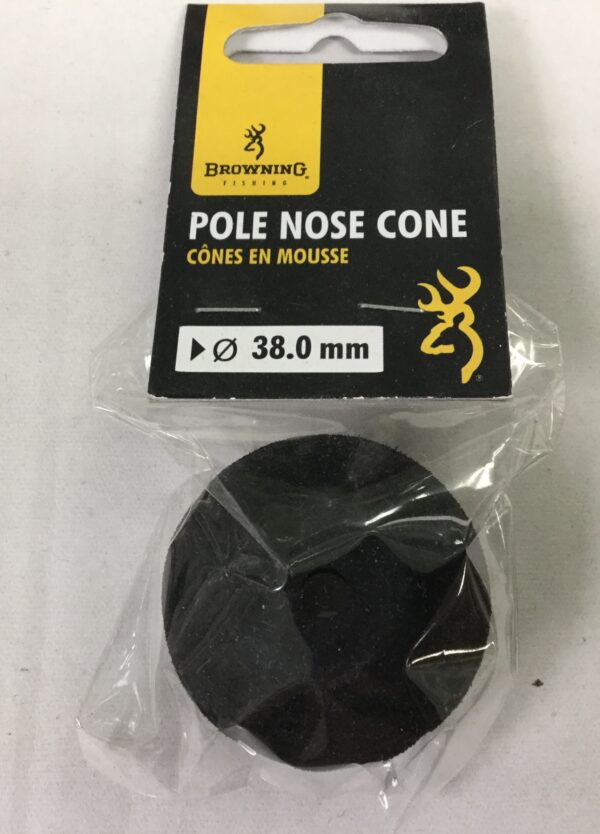 BROWNING
FISHING
POLE NOSE CONE
CÔNES EN MOUSSE
Ø 38.0 mm